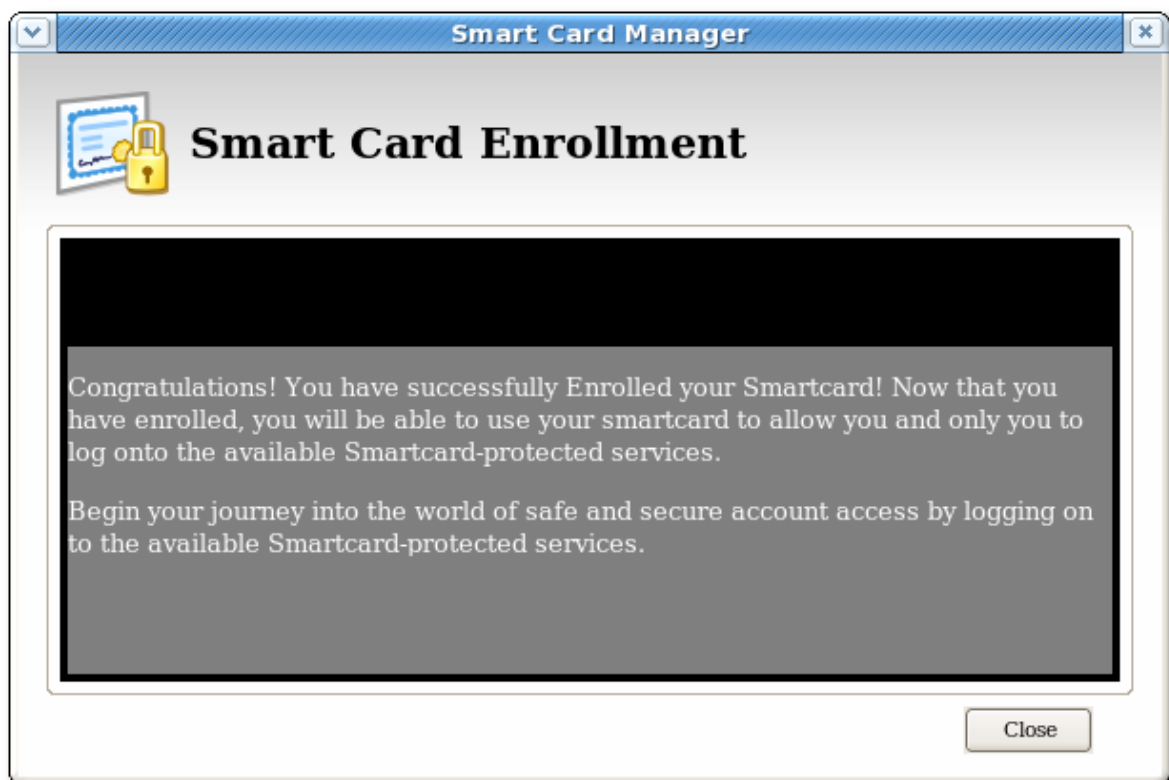 Smart Card Manager
Smart Card Enrollment
Congratulations! You have successfully Enrolled your Smartcard! Now that you
have enrolled, you will be able to use your smartcard to allow you and only you to
log onto the available Smartcard-protected services.
Begin your journey into the world of safe and secure account access by logging on
to the available Smartcard-protected services.
Close